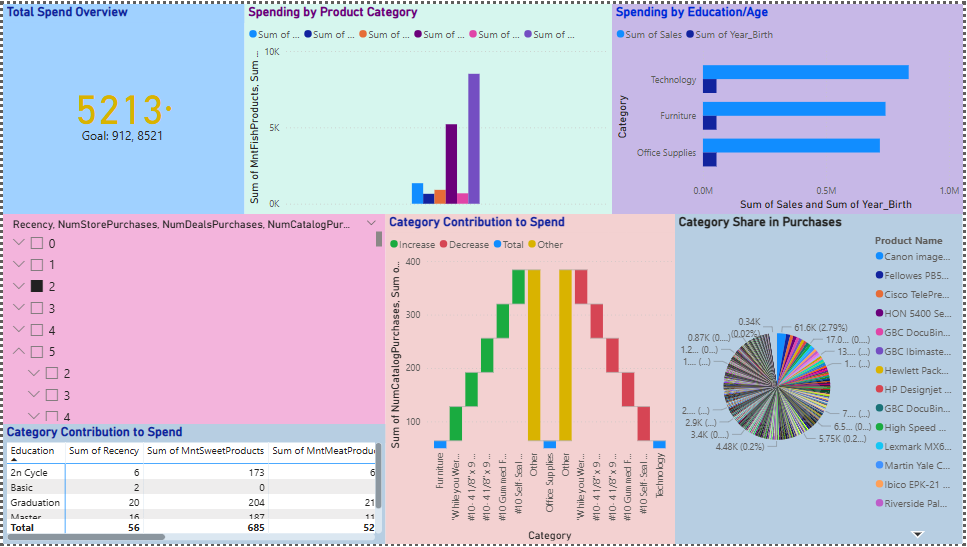 Total Spend Overview
5213
Goal: 912, 8521
Spending by Product Category
Sum of ... Sum of ... Sum of ... Sum of ... Sum of ... Sum of ...
Sum of MntFishProducts, Sum ...
10K
5K
0K
Spending by Education/Age
Sum of Sales Sum of Year_Birth
Category
Technology
Furniture
Office Supplies
0.0M 0.5M 1.0M
Sum of Sales and Sum of Year_Birth
Recency, NumStorePurchases, NumDealsPurchases, NumCatalogPur...
0
1
2
3
4
5
2
3
4
Category Contribution to Spend
Education Sum of Recency Sum of MntSweetProducts Sum of MntMeatProduc
2n Cycle 6 173 6
Basic 2 0
Graduation 20 204 21
Master 16 187 11
Total 56 685 52
Category Contribution to Spend
Increase Decrease Total Other
Sum of NumCatalogPurchases, Sum o...
400
300
200
100
Furniture
"While you Wer...
#10- 4 1/8" x 9 ...
#10- 4 1/8" x 9 ...
#10 Gummed F...
#10 Self-Seal ...
Other
Office Supplies
Other
"While you Wer...
#10- 4 1/8" x 9 ...
#10- 4 1/8" x 9 ...
#10 Gummed F...
#10 Self-Seal ...
Technology
Category
Category Share in Purchases
0.34K
(0.02%)
0.87K (0....)
1.2... (...)
1.... (...)
2.... (...)
2.9K (...)
3.4K (...)
4.48K (0.2%)
61.6K (2.79%)
17.0... (0...)
13.... (...)
1... (...)
7.... (...)
6.5... (0...)
5.75K (0.2...)
Product Name
Canon image...
Fellowes PB5...
Cisco TelePre...
HON 5400 Se...
GBC DocuBin...
GBC Ibimaste...
Hewlett Pack...
HP Designjet ...
GBC DocuBin...
High Speed ...
Lexmark MX6...
Martin Yale C...
Ibico EPK-21 ...
Riverside Pal...